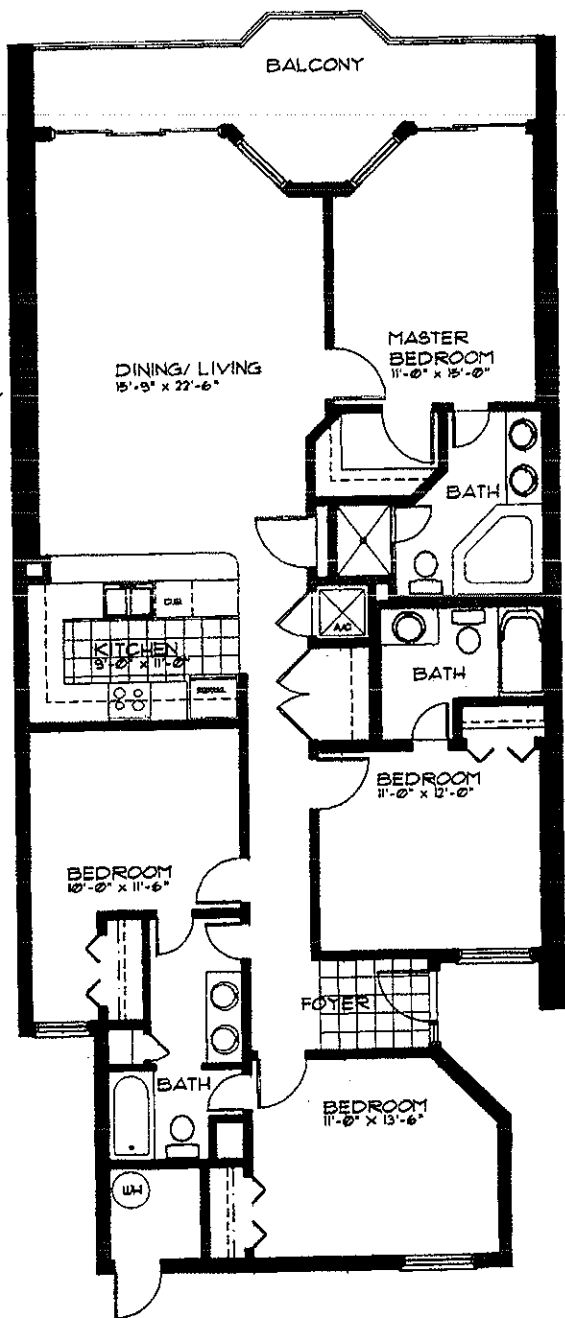 BALCONY
DINING/ LIVING
15'-9" x 22'-6"
MASTER
BEDROOM
11'-0" x 15'-0"
BATH
A/C
KITCHEN
9'-0" x 11'-0"
BATH
BEDROOM
11'-0" x 12'-0"
BEDROOM
10'-0" x 11'-6"
FOYER
BATH
BEDROOM
11'-0" x 13'-6"
WH